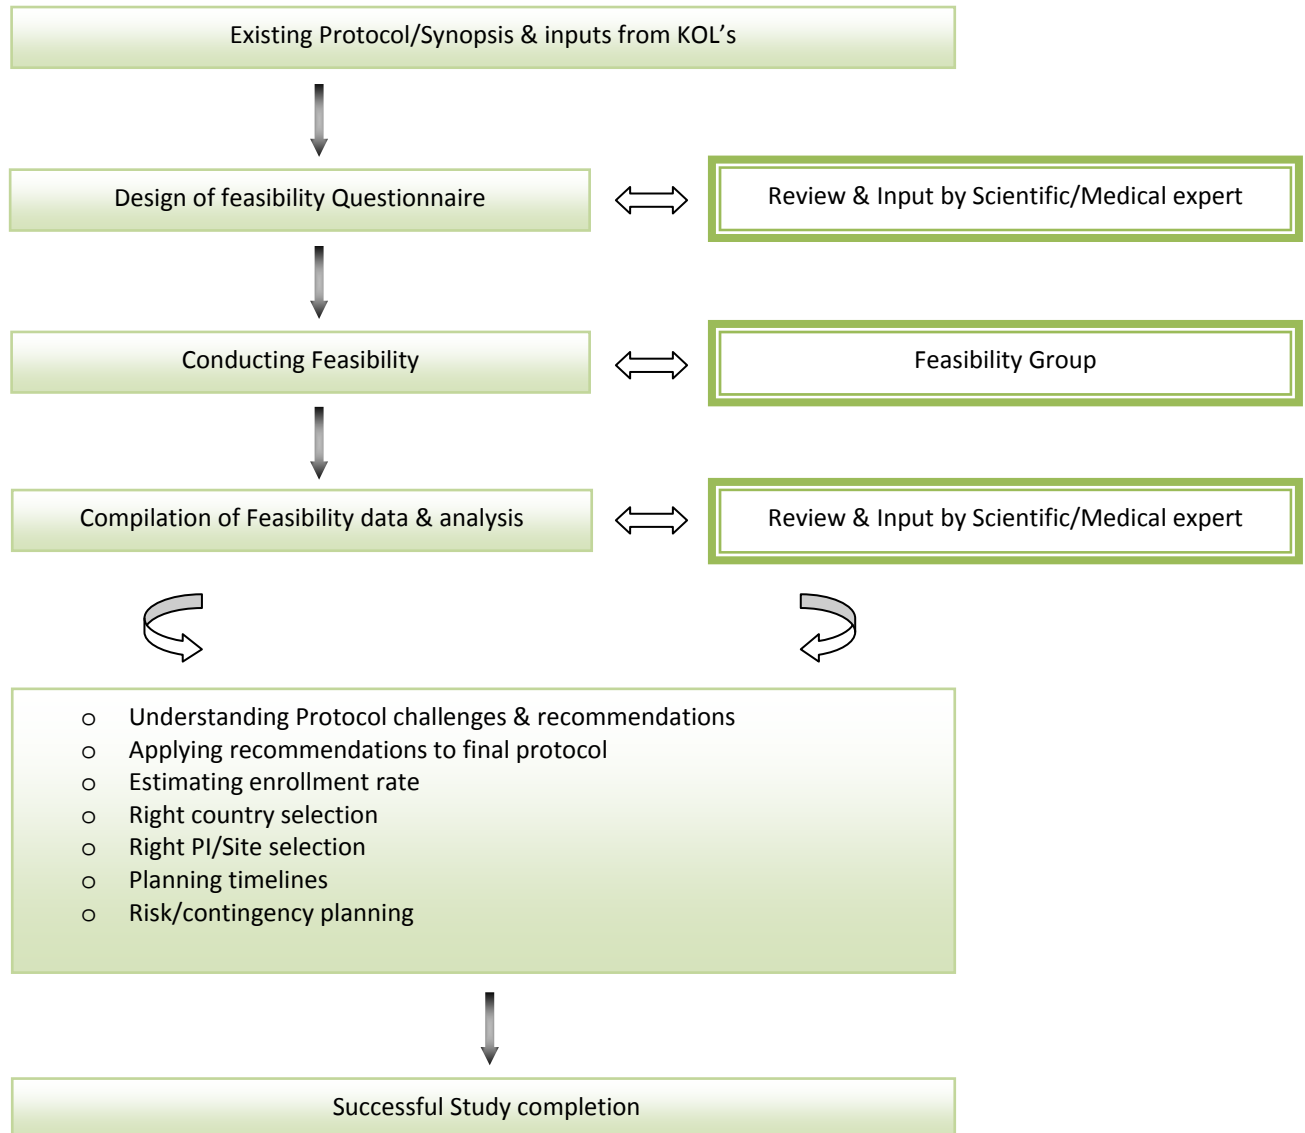 Existing Protocol/Synopsis & inputs from KOL’s
Design of feasibility Questionnaire
Review & Input by Scientific/Medical expert
Conducting Feasibility
Feasibility Group
Compilation of Feasibility data & analysis
Review & Input by Scientific/Medical expert
o Understanding Protocol challenges & recommendations
o Applying recommendations to final protocol
o Estimating enrollment rate
o Right country selection
o Right PI/Site selection
o Planning timelines
o Risk/contingency planning
Successful Study completion